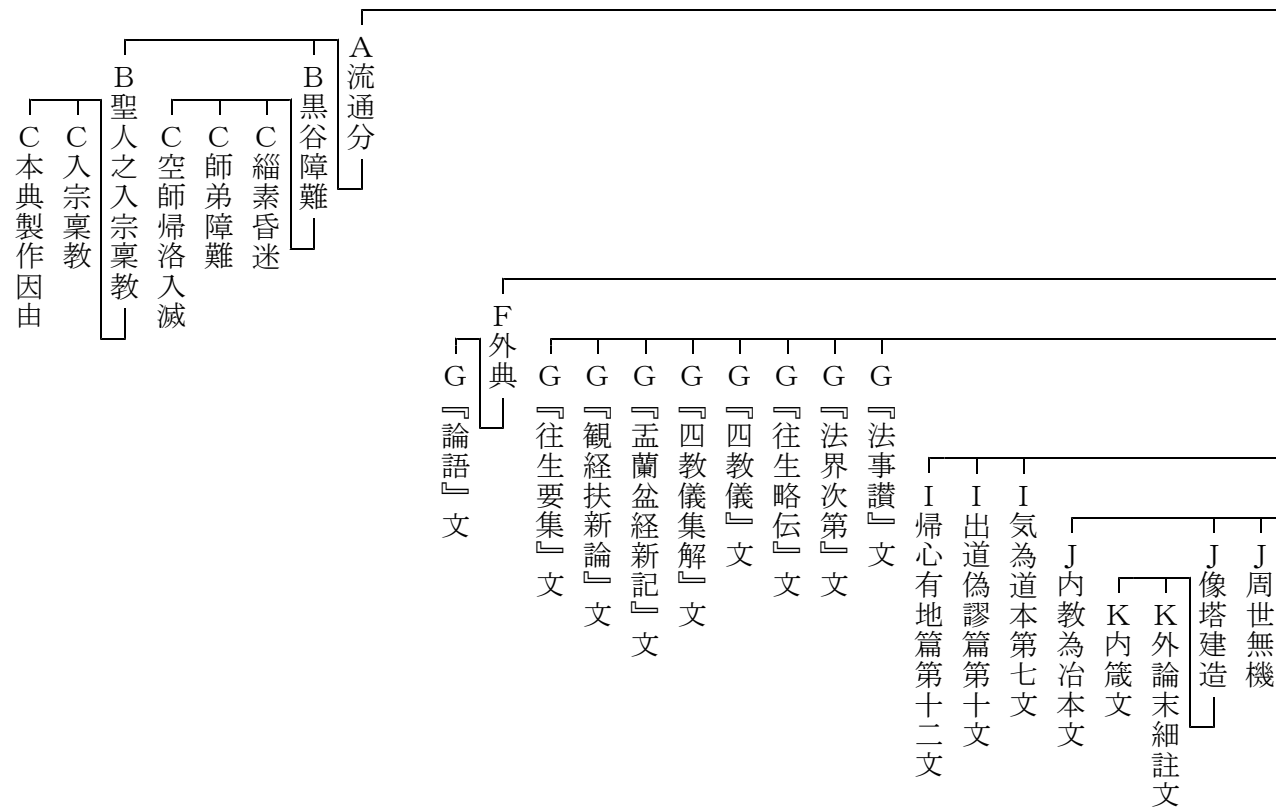 J周世無機
J像塔建造
K外論末細註文
K内箴文
J内教為冶本文
I気為道本第七文
I出道偽謬篇第十文
I帰心有地篇第十二文
G『法事讃』文
G『法界次第』文
G『往生略伝』文
G『四教儀』文
G『四教儀集解』文
G『盂蘭盆経新記』文
G『観経扶新論』文
G『往生要集』文
F外典
G『論語』文
A流通分
B黒谷障難
C緇素昏迷
C師弟障難
C空師帰洛入滅
B聖人之入宗稟教
C入宗稟教
C本典製作因由